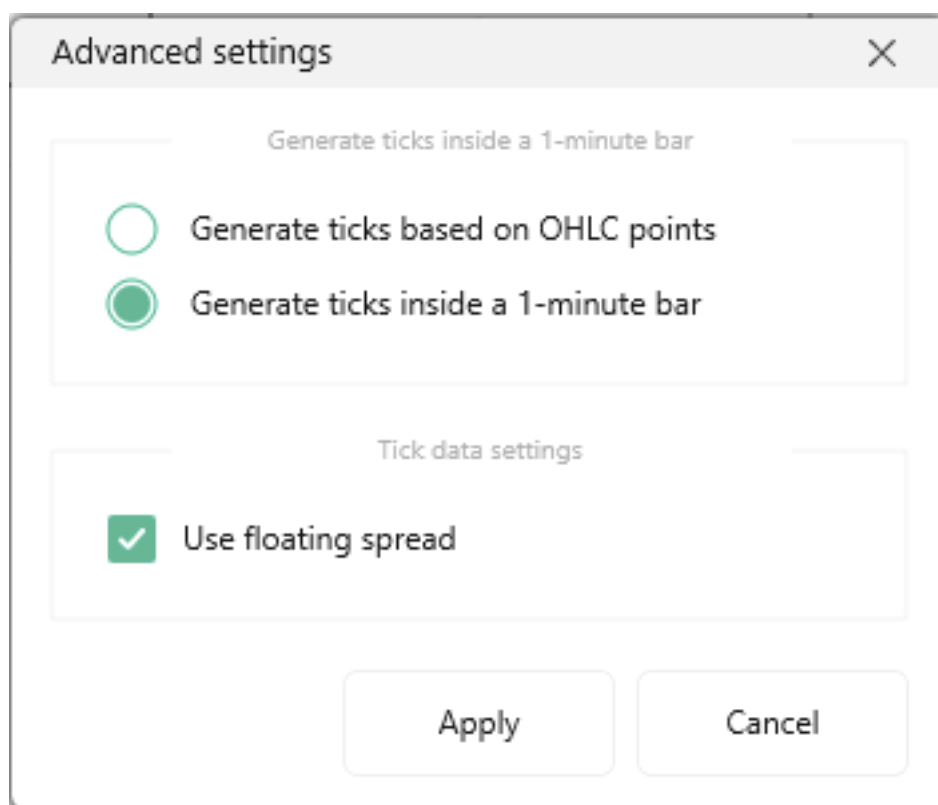 Advanced settings
Generate ticks inside a 1-minute bar
Generate ticks based on OHLC points
Generate ticks inside a 1-minute bar
Tick data settings
Use floating spread
Apply Cancel